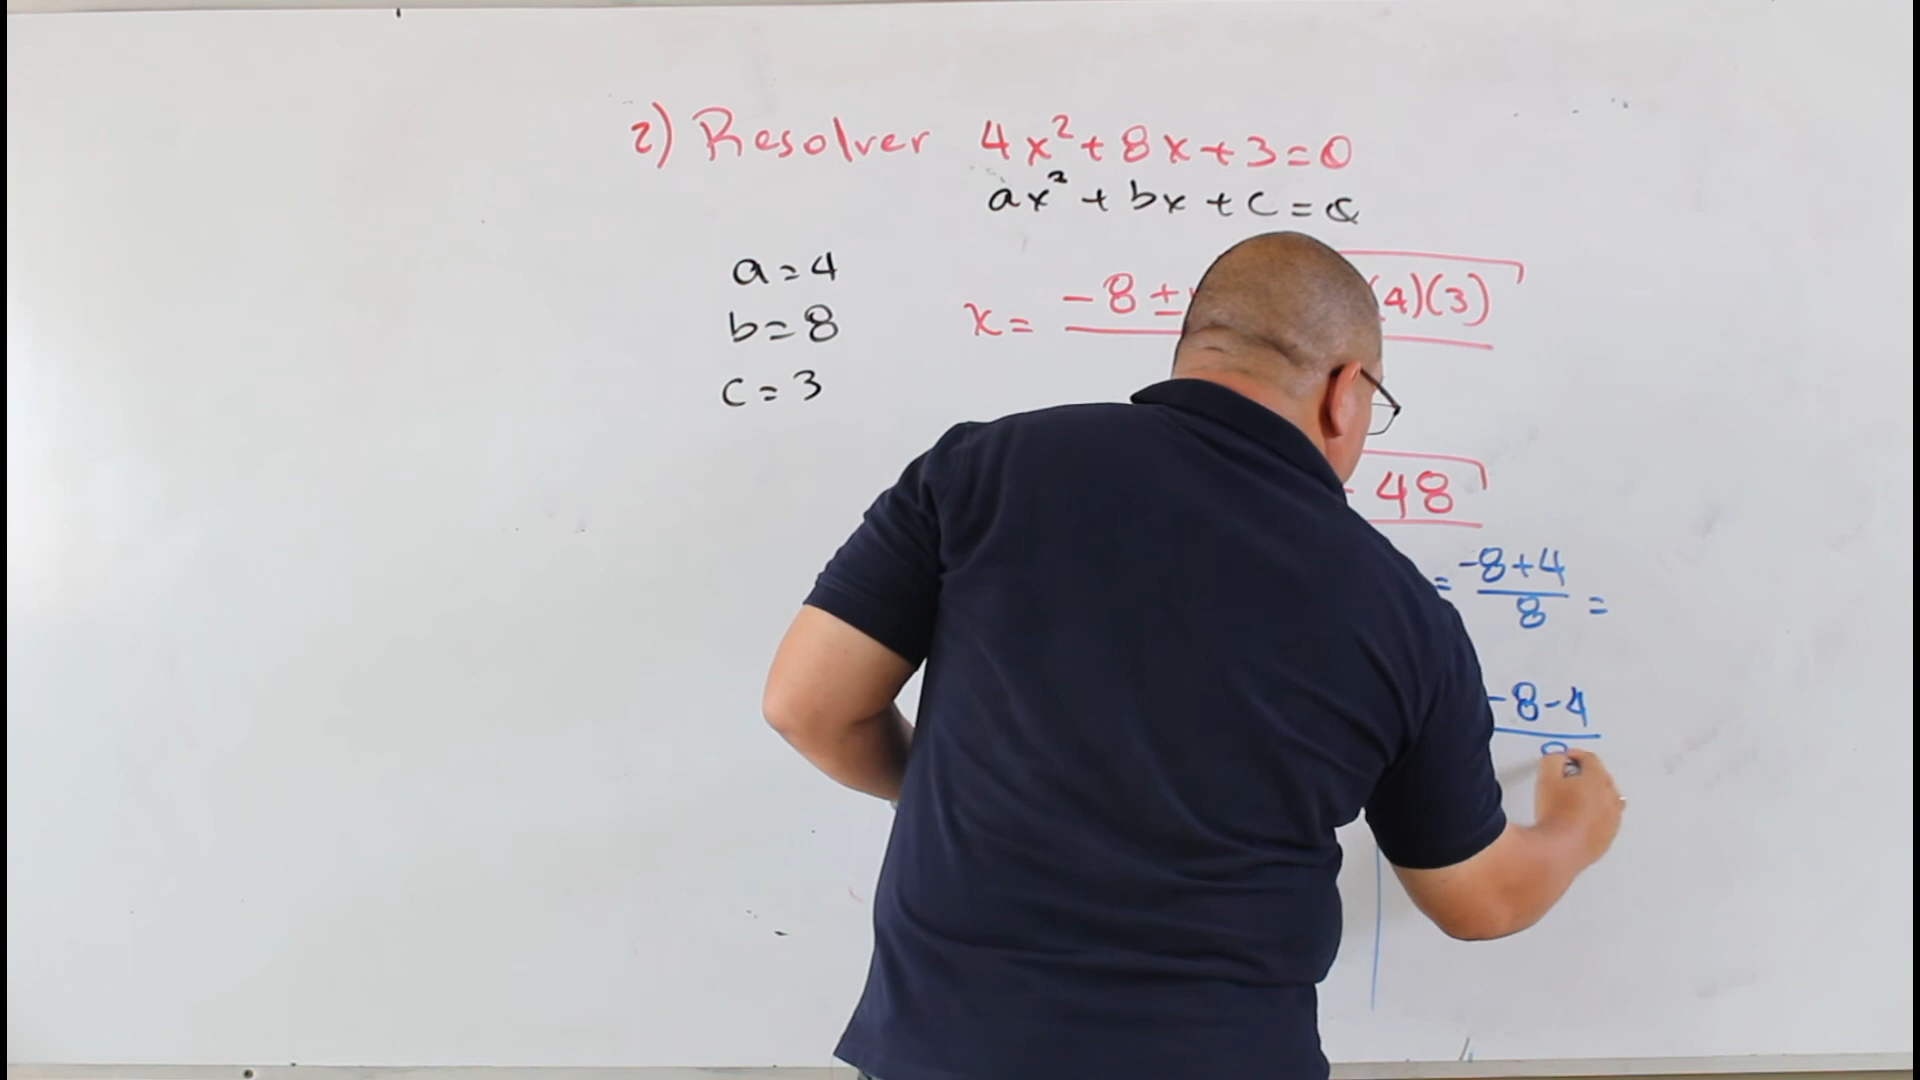 2) Resolver 4x²+8x+3=0
ax²+bx+c=0
a=4
b=8
c=3
x= -8± (4)(3)
- 48
= -8+4
8 =
-8-4